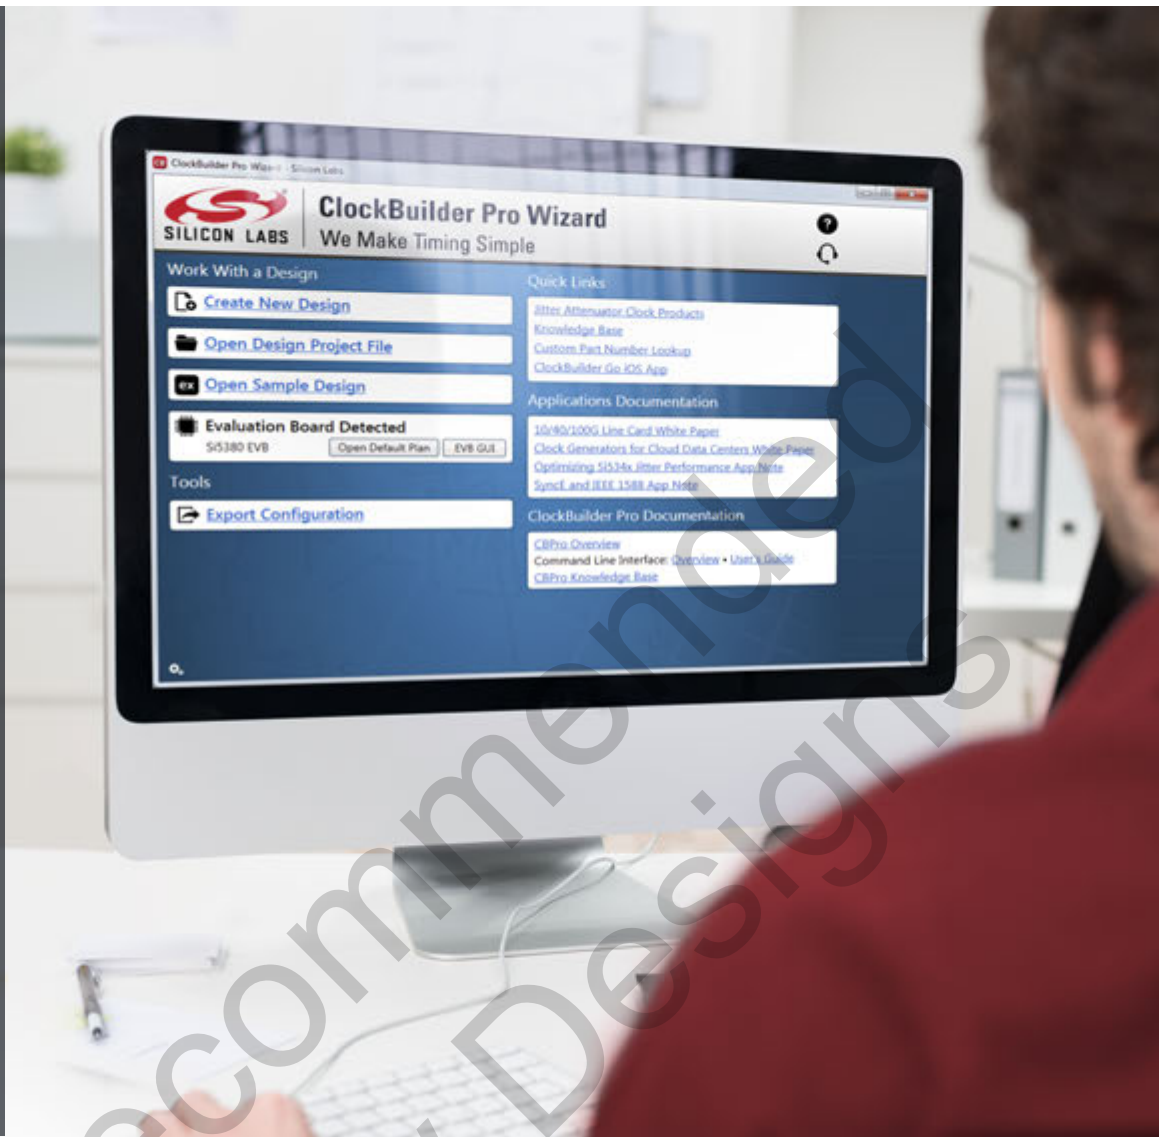 ClockBuilder Pro Wizard - Silicon Labs
SILICON LABS
ClockBuilder Pro Wizard
We Make Timing Simple
Work With a Design
Create New Design
Open Design Project File
ex Open Sample Design
Evaluation Board Detected
Si5380 EVB Open Default Plan EVB GUI
Tools
Export Configuration
Quick Links
Jitter Attenuator Clock Products
Knowledge Base
Custom Part Number Lookup
ClockBuilder Go iOS App
Applications Documentation
10/40/100G Line Card White Paper
Clock Generators for Cloud Data Centers White Paper
Optimizing Si534x Jitter Performance App Note
SyncE and IEEE 1588 App Note
ClockBuilder Pro Documentation
CBPro Overview
Command Line Interface: Overview • User's Guide
CBPro Knowledge Base
ecommended
Designs